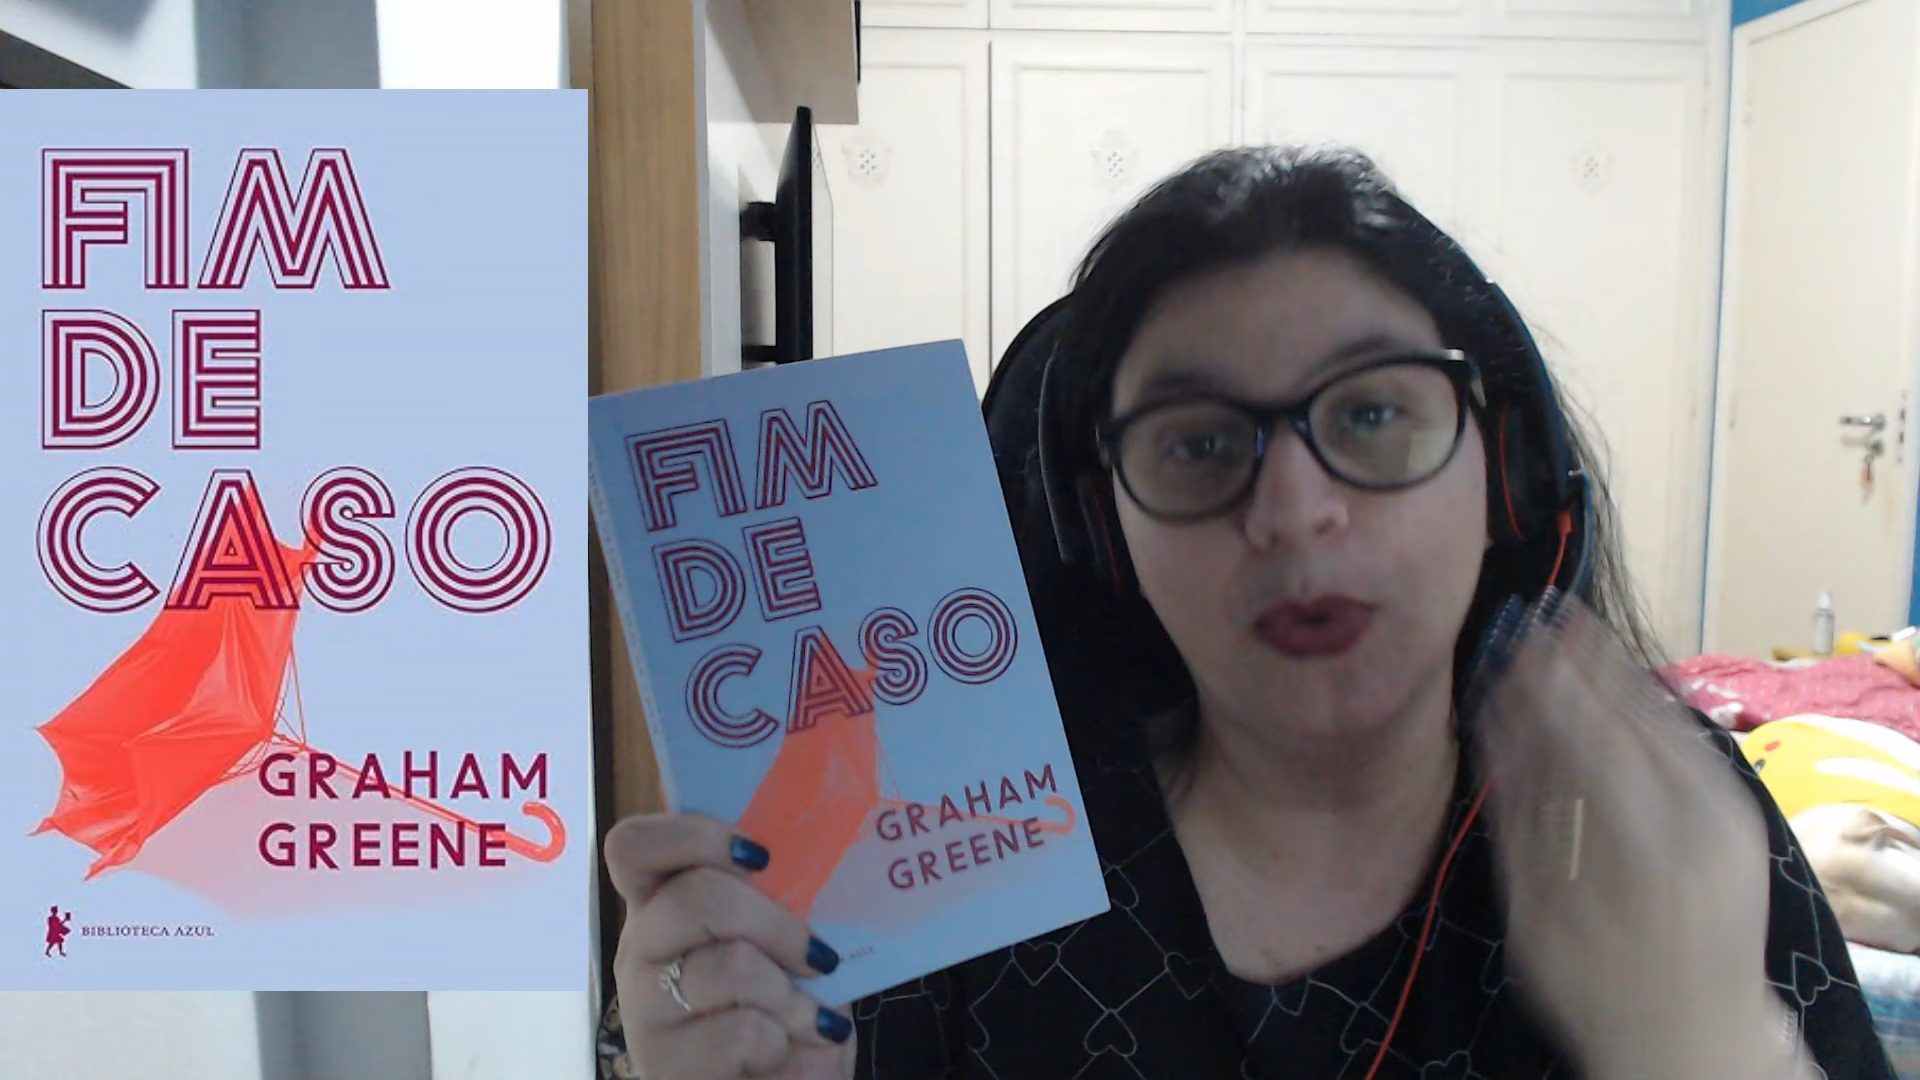 FIM
DE
CASO
GRAHAM
GREENE
BIBLIOTECA AZUL
FIM
DE
CASO
GRAHAM
GREENE